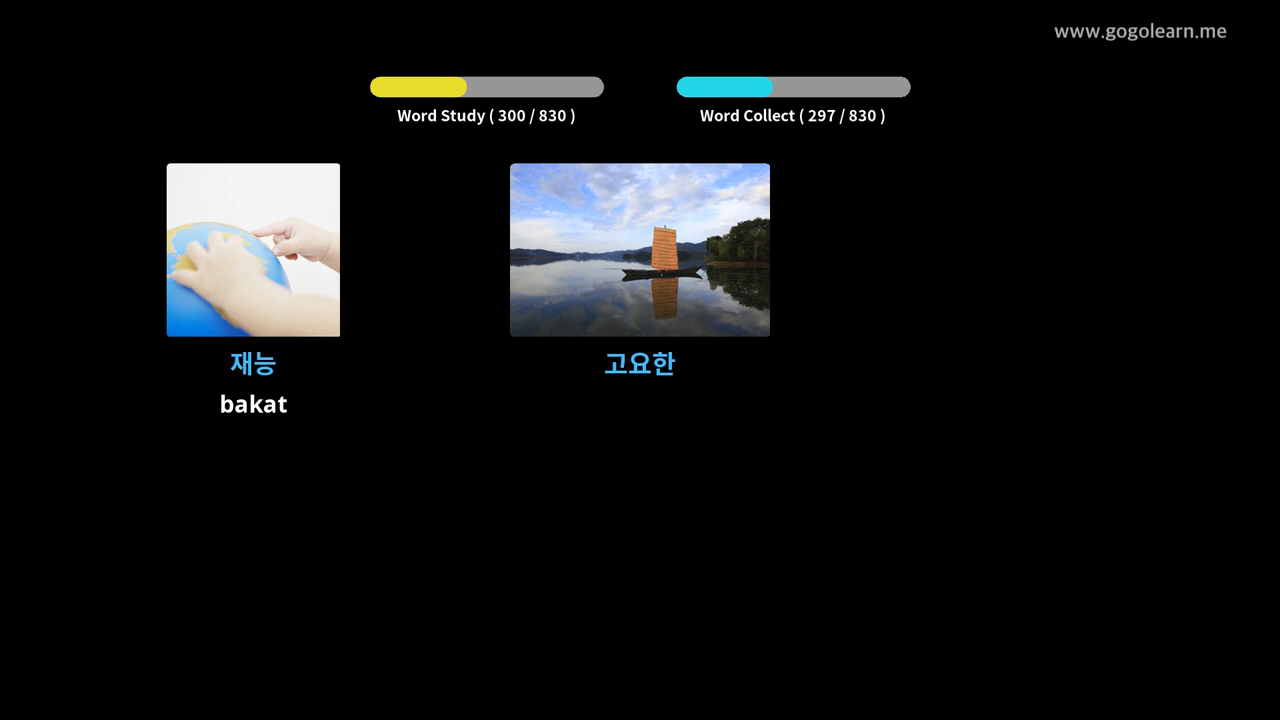 www.gogolearn.me
Word Study ( 300 / 830 )
Word Collect ( 297 / 830 )
재능
bakat
고요한